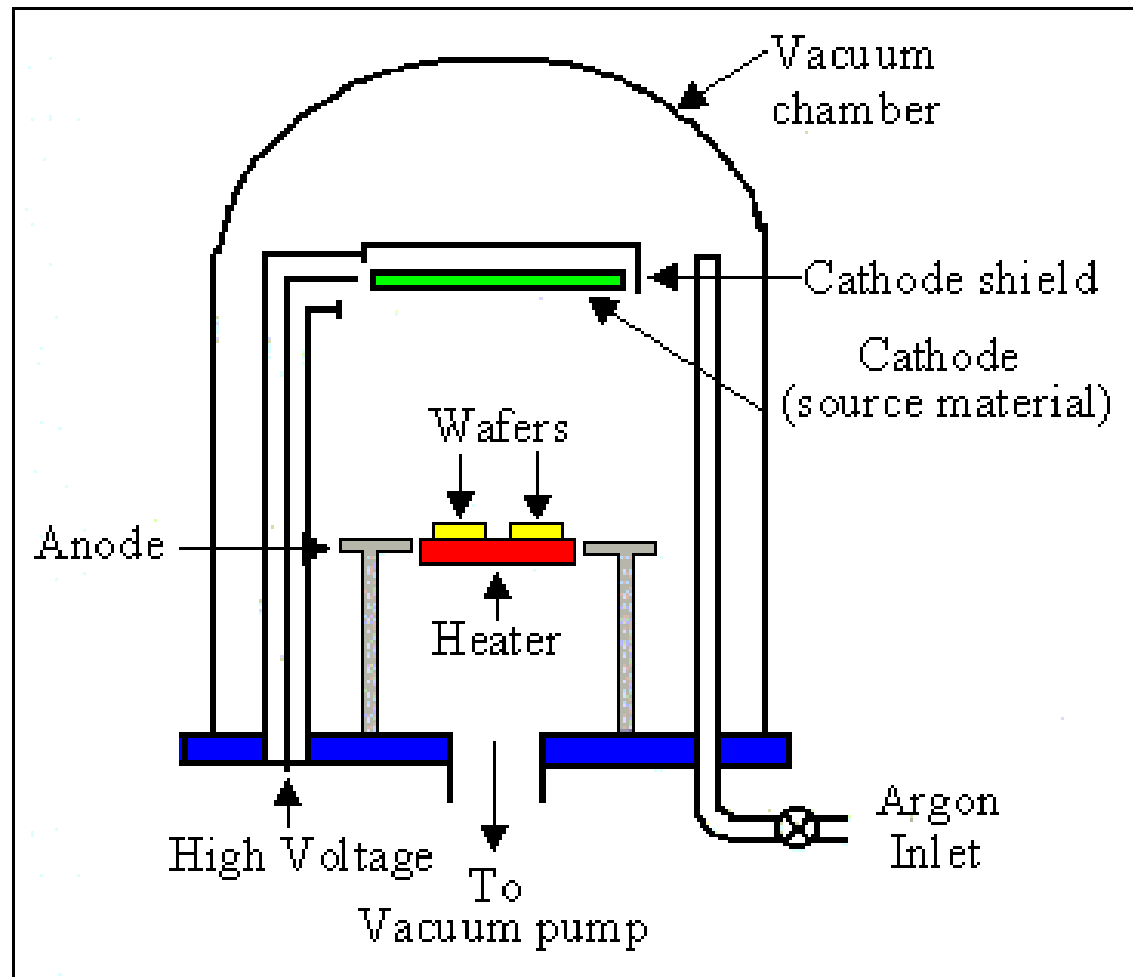 Vacuum
chamber
Cathode shield
Cathode
(source material)
Wafers
Anode
Heater
High Voltage
To
Vacuum pump
Argon
Inlet